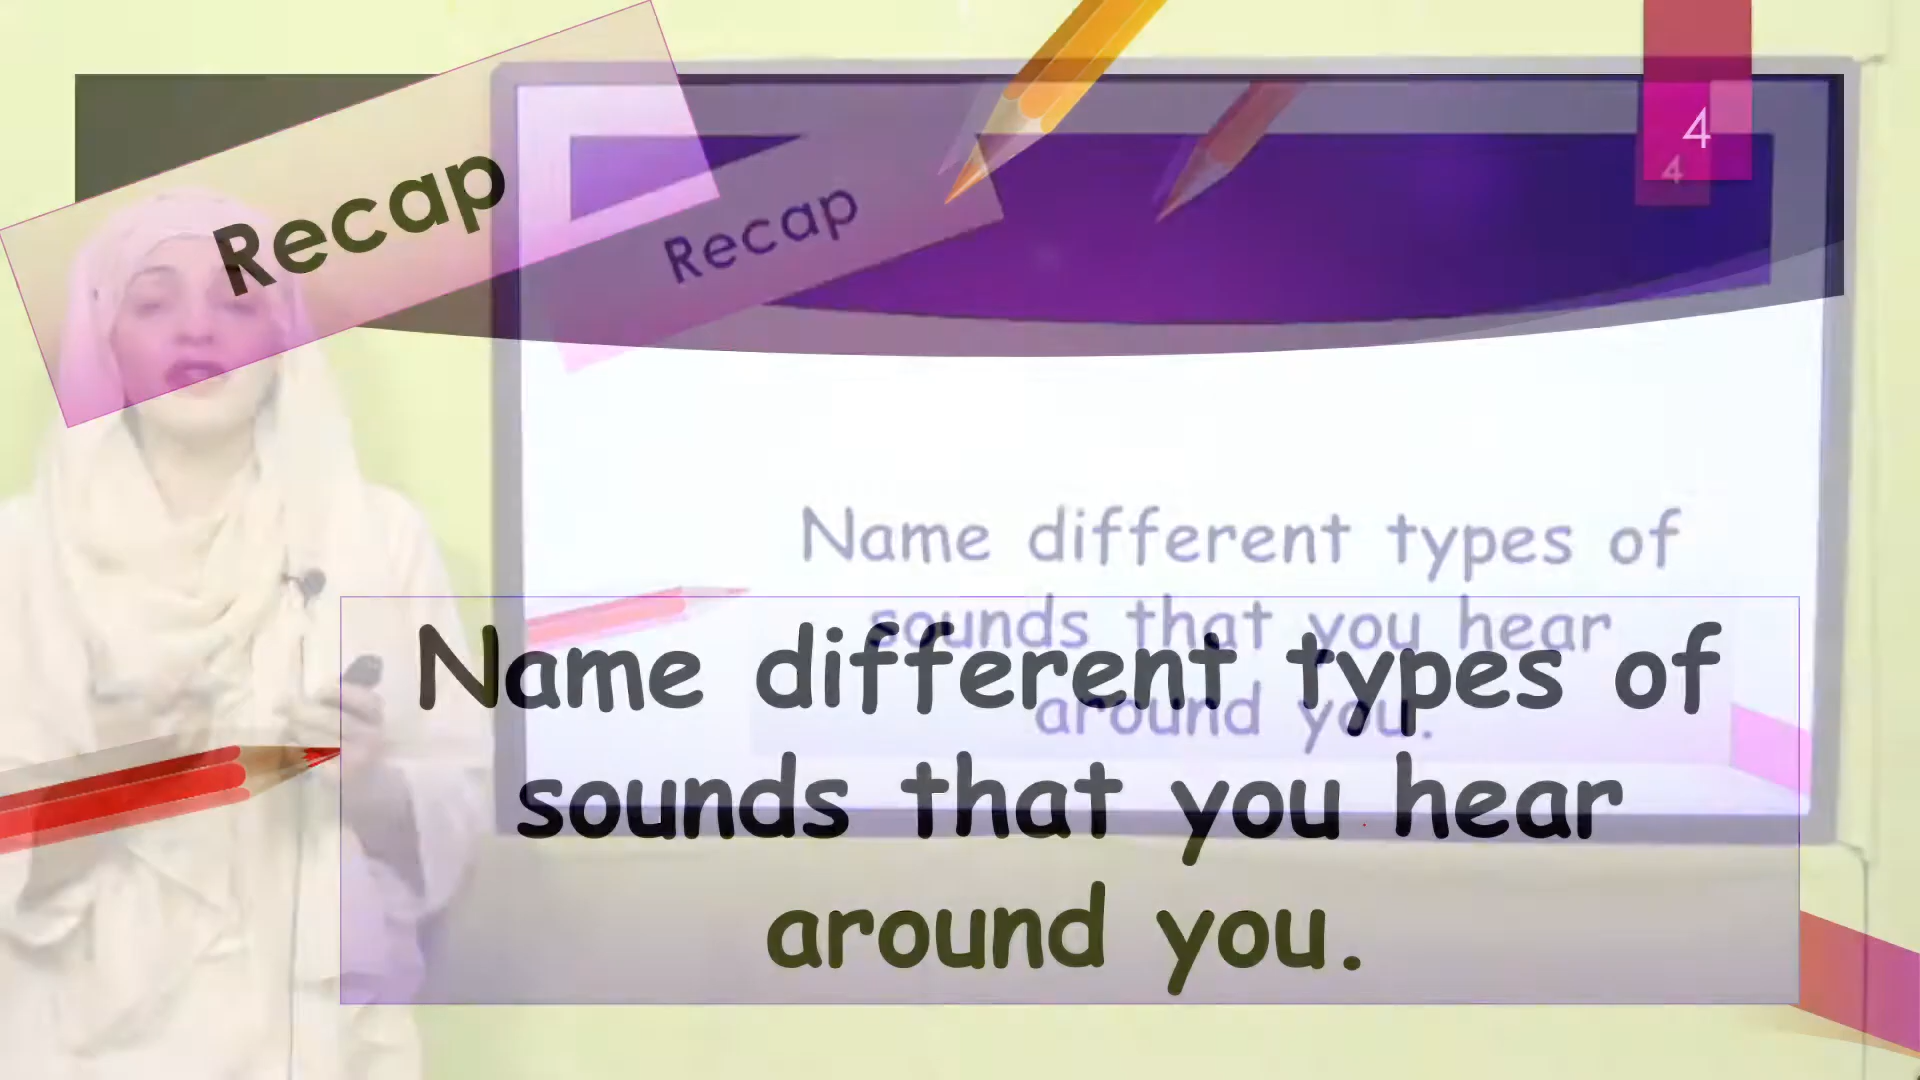 Recap
4
Name different types of
sounds that you hear
around you.
Recap
4
Name different types of
sounds that you hear
around you.